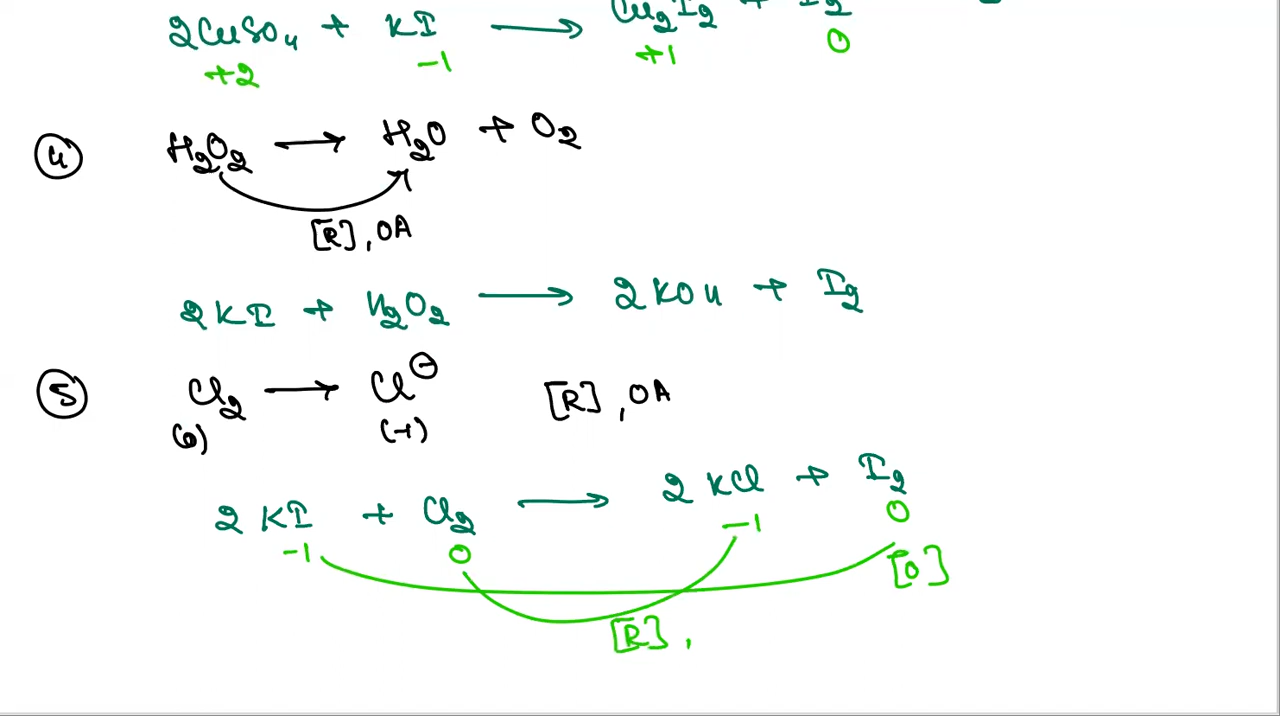 2CuSO₄ + KI ⟶ Cu₂I₂ + I₂
+2 -1 +1 0
④ H₂O₂ ⟶ H₂O + O₂
[R], OA
2KI + H₂O₂ ⟶ 2KOH + I₂
⑤ Cl₂ ⟶ Cl⊖ [R], OA
(0) (-1)
2KI + Cl₂ ⟶ 2KCl + I₂
-1 0 -1 0
[O]
[R],